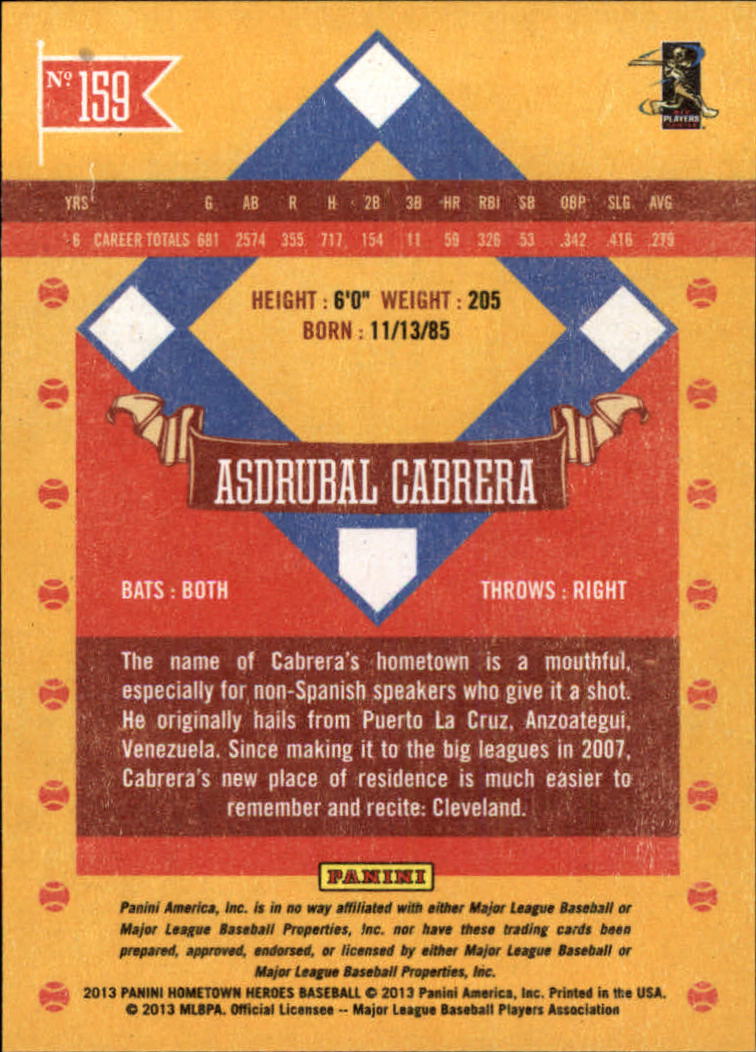 Nº 159
PLAYERS
YRS G AB R H 2B 3B HR RBI SB OBP SLG AVG
6 CAREER TOTALS 681 2574 355 717 154 11 59 326 53 .342 .416 .279
HEIGHT : 6'0" WEIGHT : 205
BORN : 11/13/85
ASDRUBAL CABRERA
BATS : BOTH THROWS : RIGHT
The name of Cabrera's hometown is a mouthful,
especially for non-Spanish speakers who give it a shot.
He originally hails from Puerto La Cruz, Anzoategui,
Venezuela. Since making it to the big leagues in 2007,
Cabrera's new place of residence is much easier to
remember and recite: Cleveland.
PANINI
Panini America, Inc. is in no way affiliated with either Major League Baseball or
Major League Baseball Properties, Inc. nor have these trading cards been
prepared, approved, endorsed, or licensed by either Major League Baseball or
Major League Baseball Properties, Inc.
2013 PANINI HOMETOWN HEROES BASEBALL © 2013 Panini America, Inc. Printed in the USA.
© 2013 MLBPA. Official Licensee -- Major League Baseball Players Association